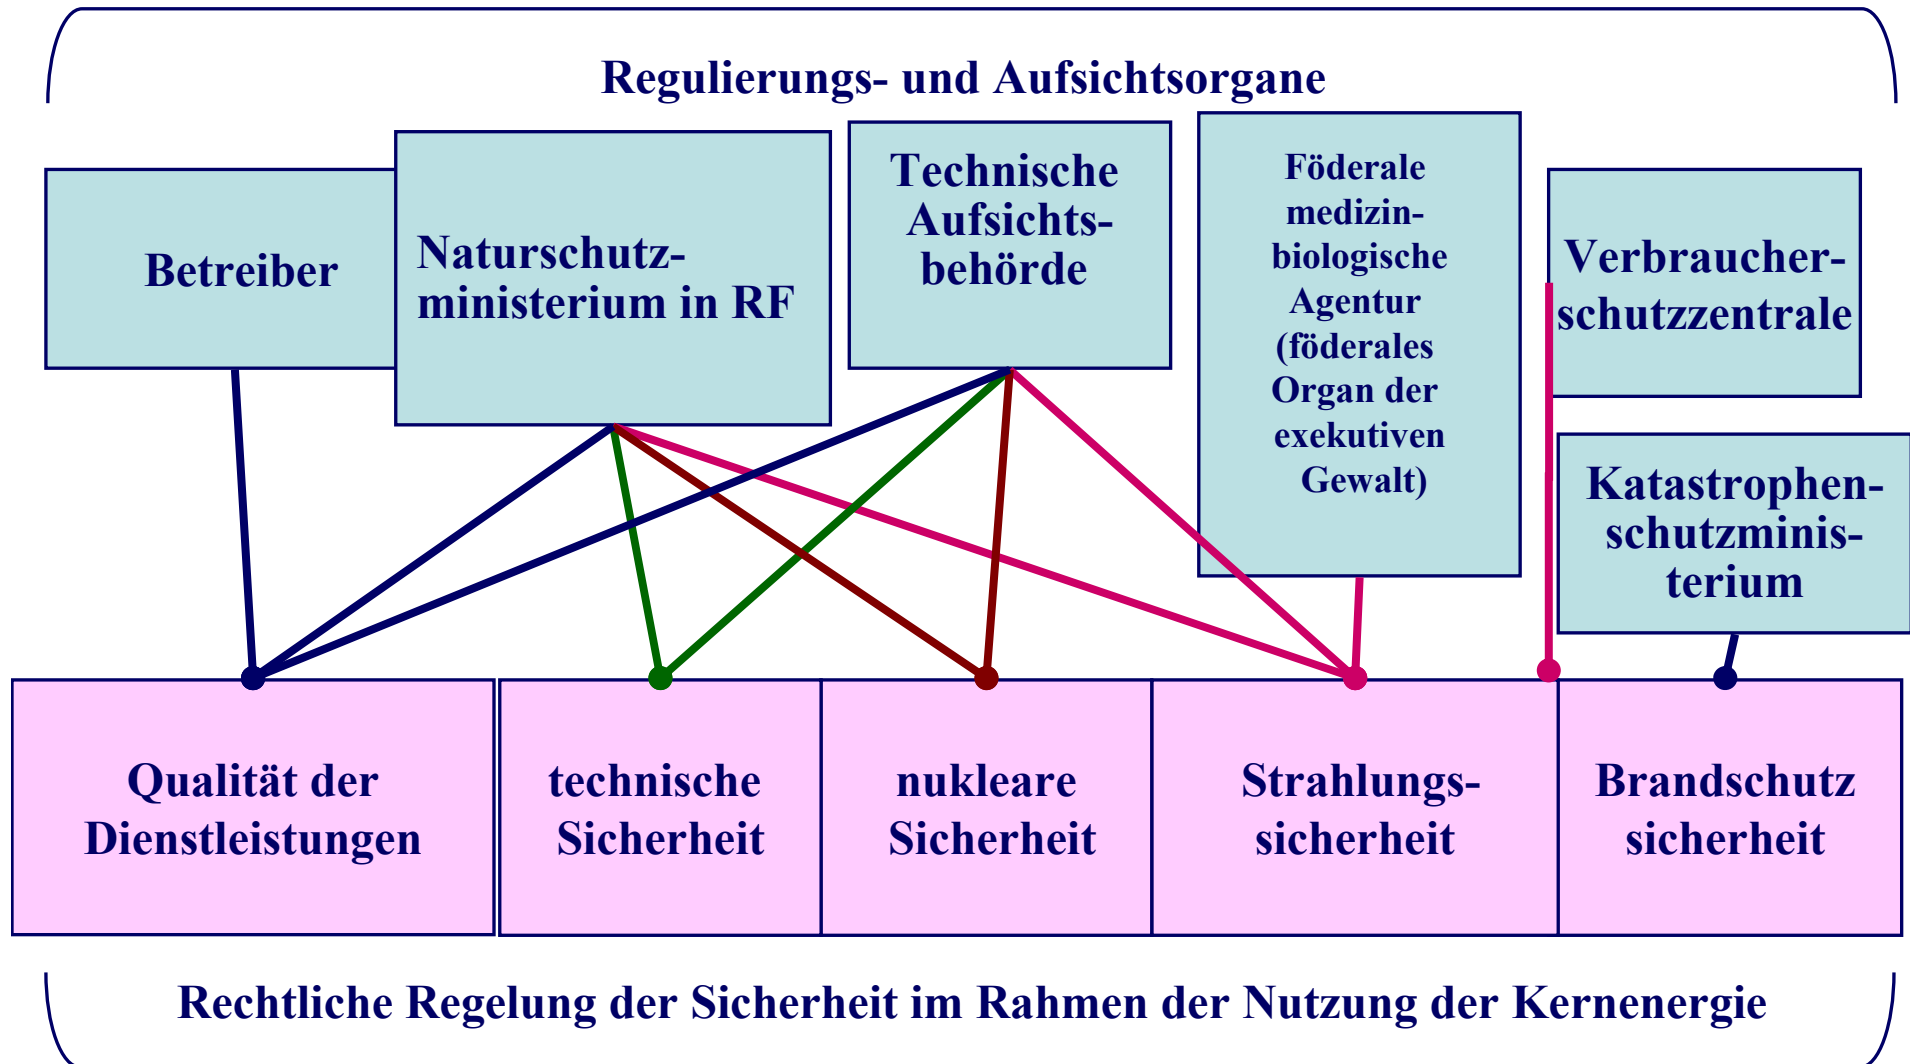 Regulierungs- und Aufsichtsorgane
Betreiber
Naturschutz-
ministerium in RF
Technische
Aufsichts-
behörde
Föderale
medizin-
biologische
Agentur
(föderales
Organ der
exekutiven
Gewalt)
Verbraucher-
schutzzentrale
Katastrophen-
schutzminis-
terium
Qualität der
Dienstleistungen
technische
Sicherheit
nukleare
Sicherheit
Strahlungs-
sicherheit
Brandschutz
sicherheit
Rechtliche Regelung der Sicherheit im Rahmen der Nutzung der Kernenergie